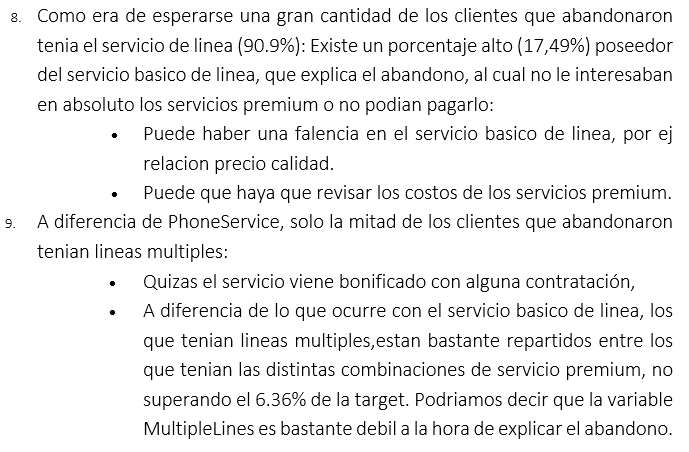 8. Como era de esperarse una gran cantidad de los clientes que abandonaron
tenia el servicio de linea (90.9%): Existe un porcentaje alto (17,49%) poseedor
del servicio basico de linea, que explica el abandono, al cual no le interesaban
en absoluto los servicios premium o no podian pagarlo:
• Puede haber una falencia en el servicio basico de linea, por ej
relacion precio calidad.
• Puede que haya que revisar los costos de los servicios premium.
9. A diferencia de PhoneService, solo la mitad de los clientes que abandonaron
tenian lineas multiples:
• Quizas el servicio viene bonificado con alguna contratación,
• A diferencia de lo que ocurre con el servicio basico de linea, los
que tenian lineas multiples,estan bastante repartidos entre los
que tenian las distintas combinaciones de servicio premium, no
superando el 6.36% de la target. Podriamos decir que la variable
MultipleLines es bastante debil a la hora de explicar el abandono.